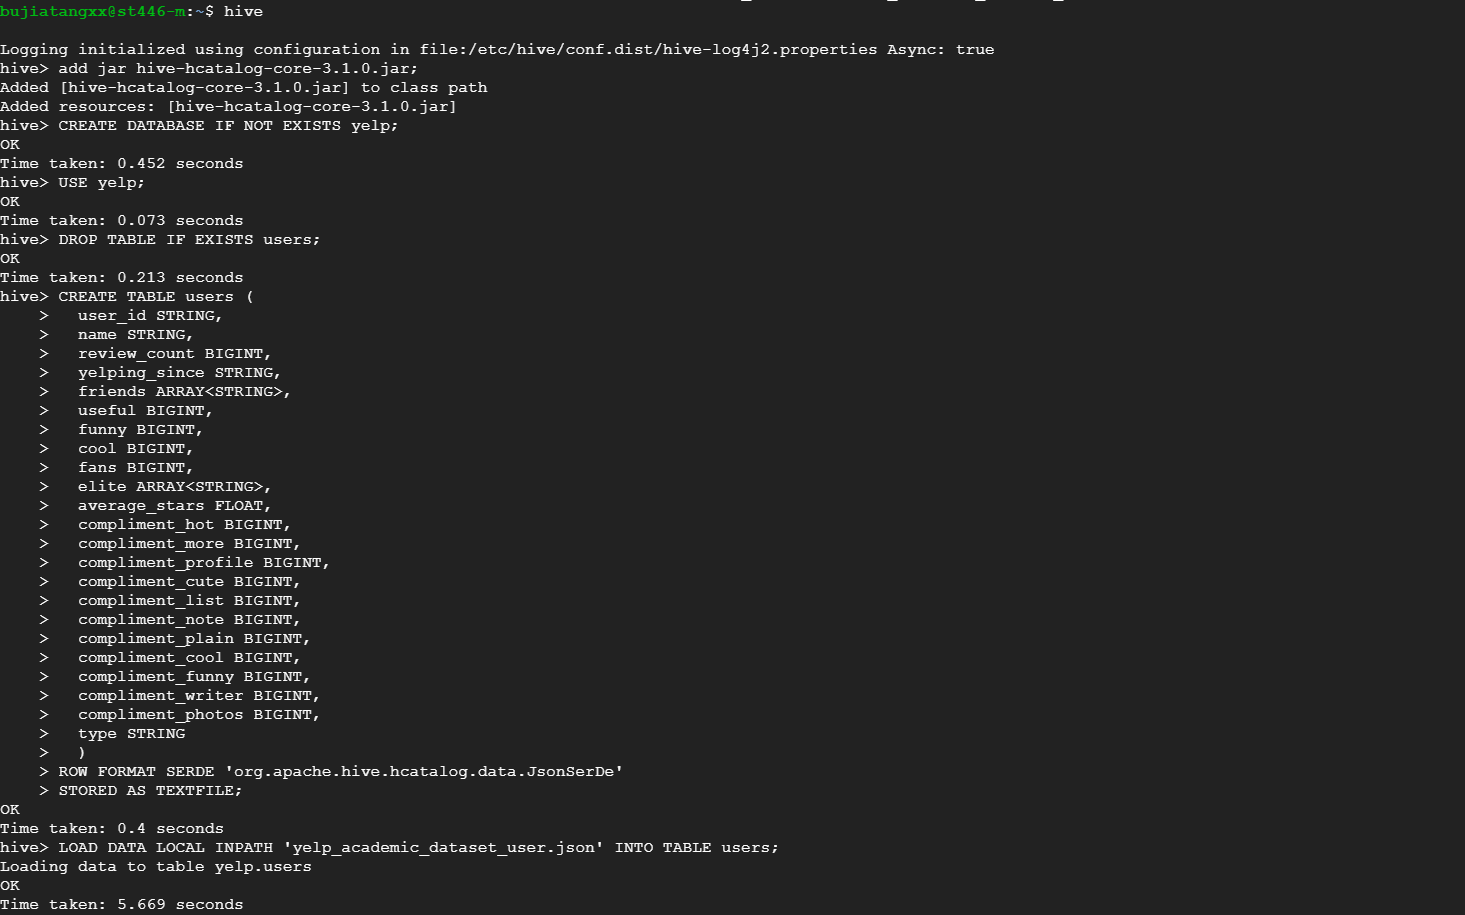 bujiatangxx@st446-m:~$ hive
Logging initialized using configuration in file:/etc/hive/conf.dist/hive-log4j2.properties Async: true
hive> add jar hive-hcatalog-core-3.1.0.jar;
Added [hive-hcatalog-core-3.1.0.jar] to class path
Added resources: [hive-hcatalog-core-3.1.0.jar]
hive> CREATE DATABASE IF NOT EXISTS yelp;
OK
Time taken: 0.452 seconds
hive> USE yelp;
OK
Time taken: 0.073 seconds
hive> DROP TABLE IF EXISTS users;
OK
Time taken: 0.213 seconds
hive> CREATE TABLE users (
    >   user_id STRING,
    >   name STRING,
    >   review_count BIGINT,
    >   yelping_since STRING,
    >   friends ARRAY<STRING>,
    >   useful BIGINT,
    >   funny BIGINT,
    >   cool BIGINT,
    >   fans BIGINT,
    >   elite ARRAY<STRING>,
    >   average_stars FLOAT,
    >   compliment_hot BIGINT,
    >   compliment_more BIGINT,
    >   compliment_profile BIGINT,
    >   compliment_cute BIGINT,
    >   compliment_list BIGINT,
    >   compliment_note BIGINT,
    >   compliment_plain BIGINT,
    >   compliment_cool BIGINT,
    >   compliment_funny BIGINT,
    >   compliment_writer BIGINT,
    >   compliment_photos BIGINT,
    >   type STRING
    >   )
    > ROW FORMAT SERDE 'org.apache.hive.hcatalog.data.JsonSerDe'
    > STORED AS TEXTFILE;
OK
Time taken: 0.4 seconds
hive> LOAD DATA LOCAL INPATH 'yelp_academic_dataset_user.json' INTO TABLE users;
Loading data to table yelp.users
OK
Time taken: 5.669 seconds